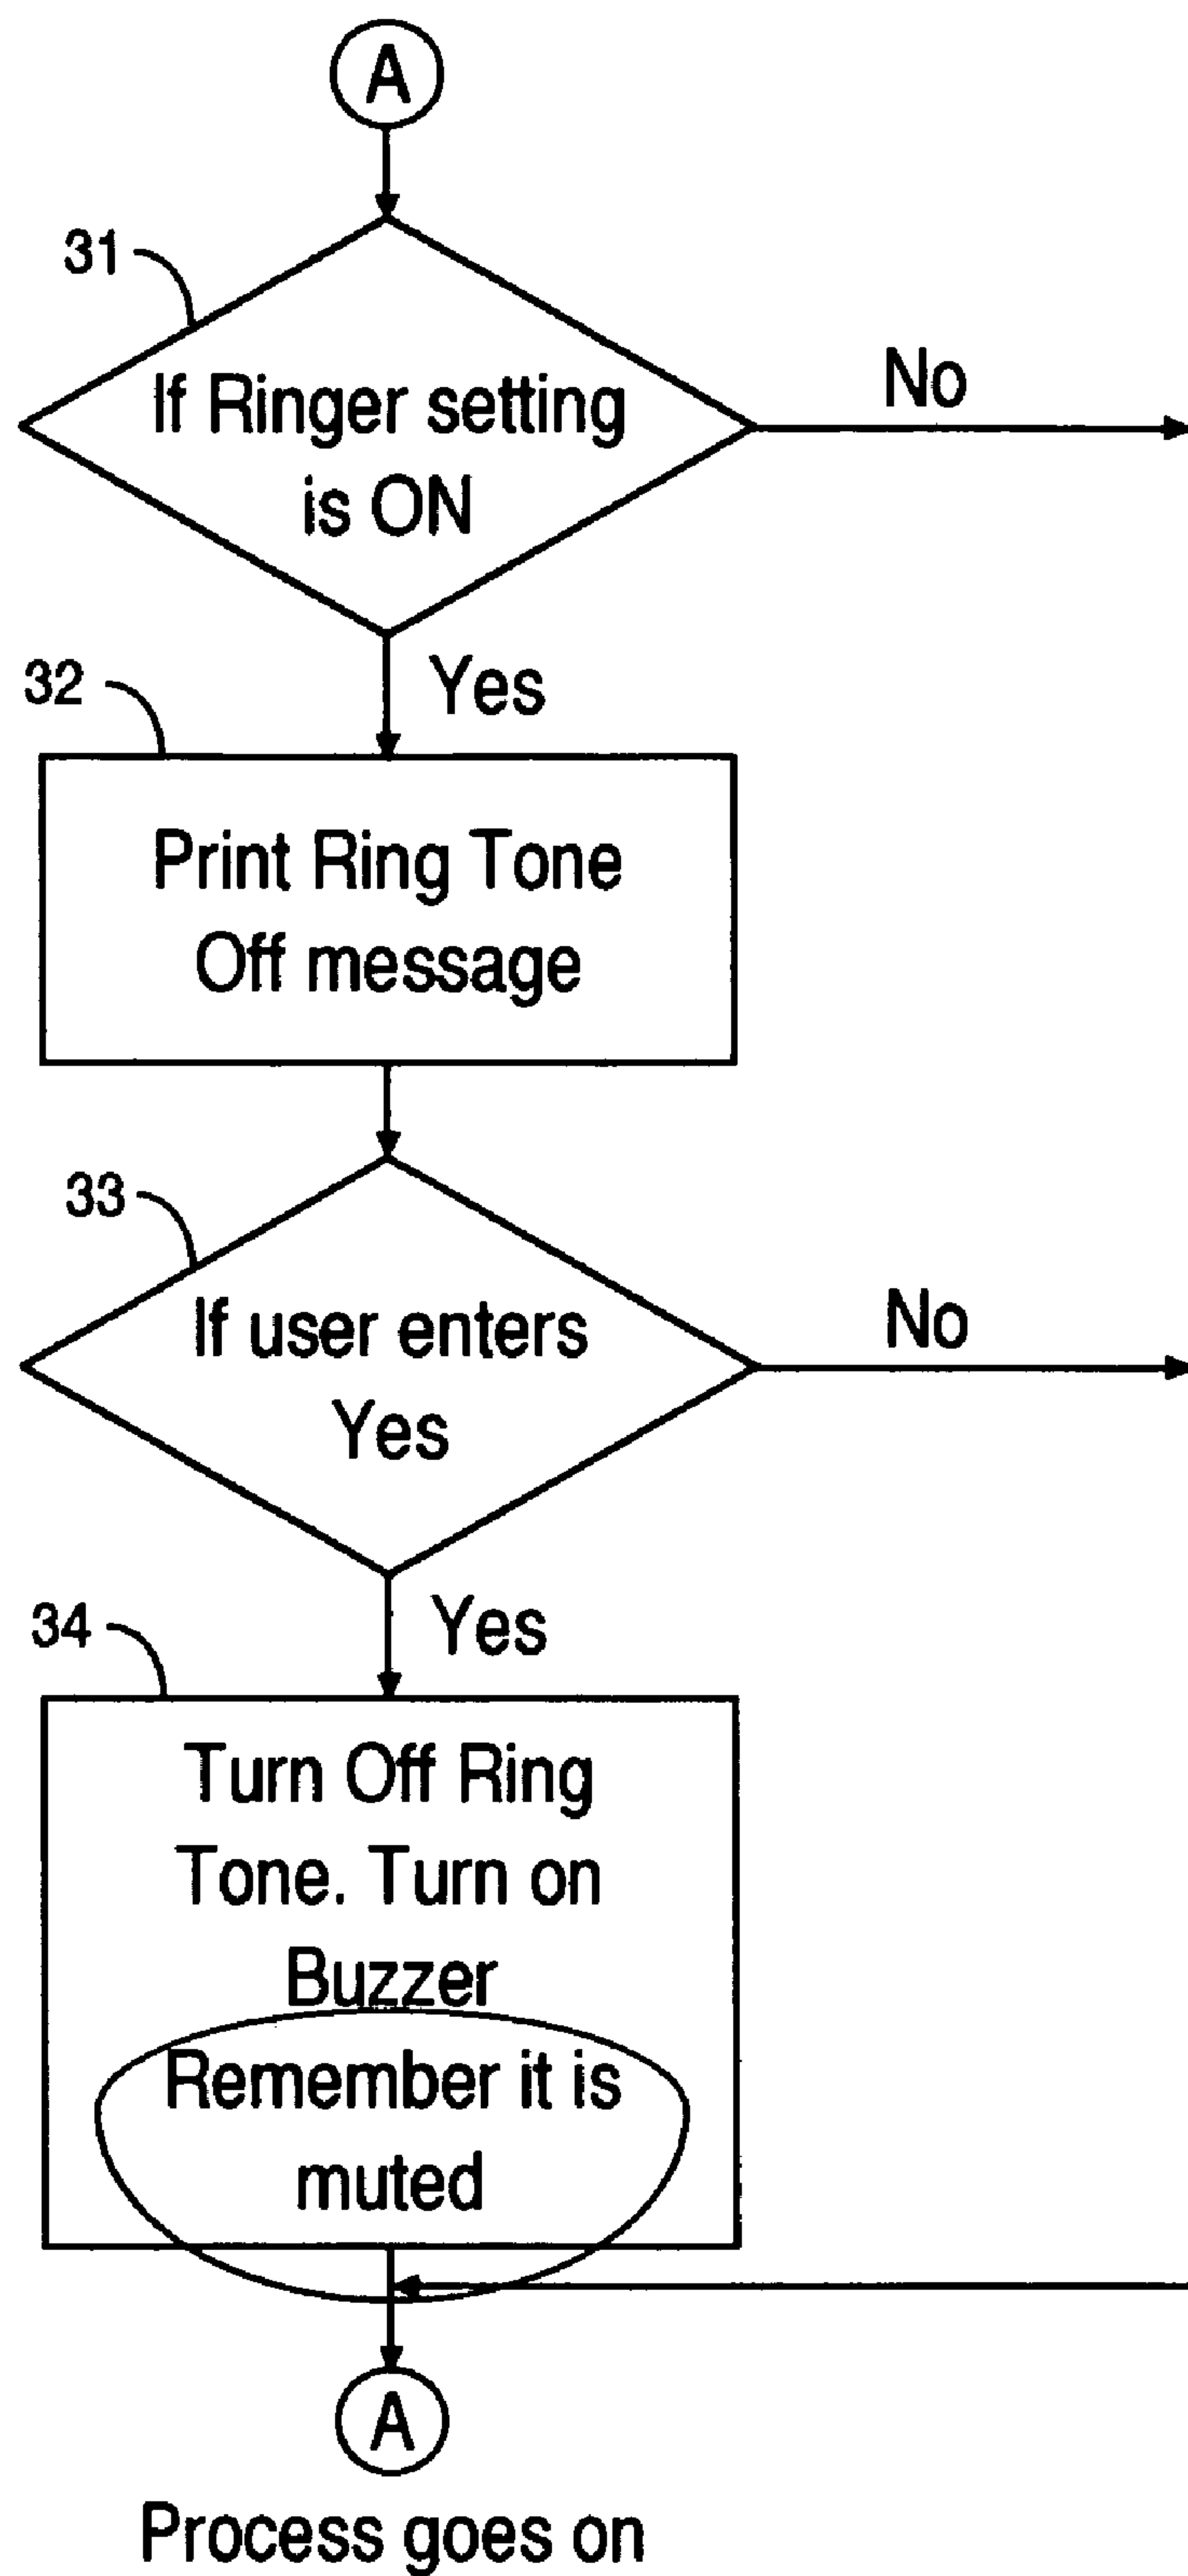 A
31
If Ringer setting
is ON
No
Yes
32
Print Ring Tone
Off message
33
If user enters
Yes
No
Yes
34
Turn Off Ring
Tone. Turn on
Buzzer
Remember it is
muted
A
Process goes on